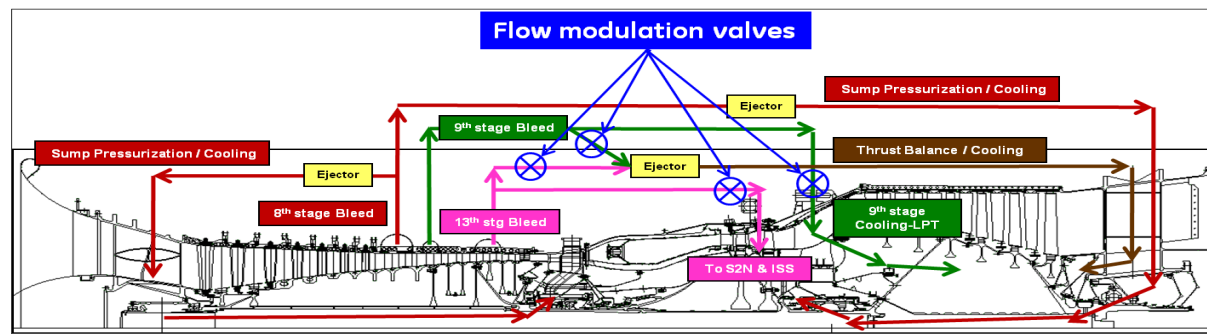 Flow modulation valves
Sump Pressurization / Cooling
Ejector
9th stage Bleed
Sump Pressurization / Cooling
Ejector
Ejector
Thrust Balance / Cooling
8th stage Bleed
13th stg Bleed
9th stage
Cooling-LPT
To S2N & ISS